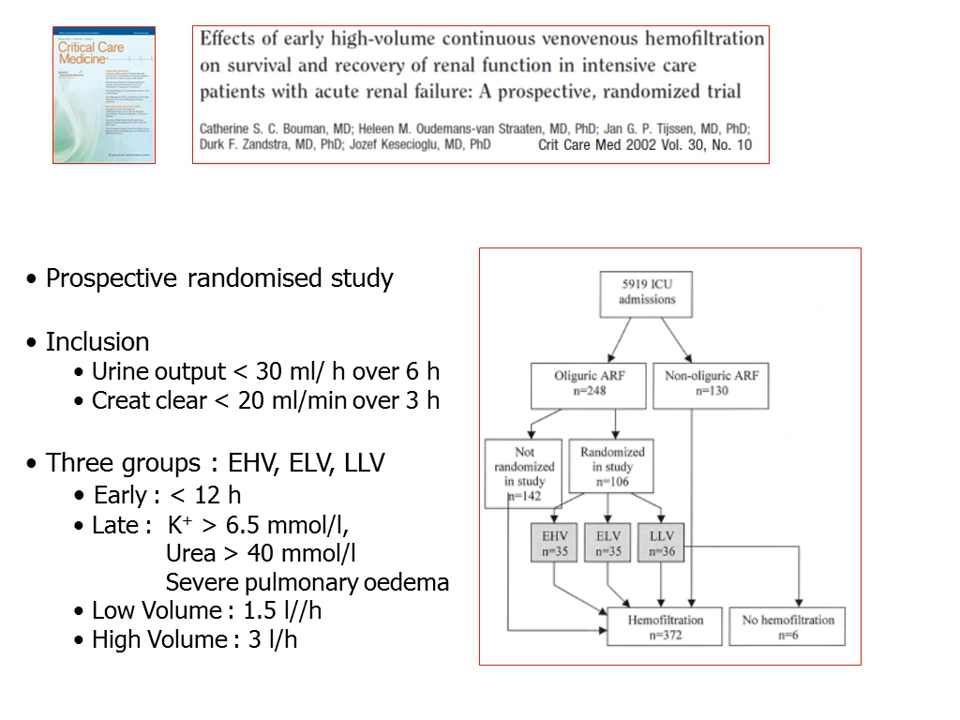 Critical Care
Medicine
Effects of early high-volume continuous venovenous hemofiltration
on survival and recovery of renal function in intensive care
patients with acute renal failure: A prospective, randomized trial
Catherine S. C. Bouman, MD; Heleen M. Oudemans-van Straaten, MD, PhD; Jan G. P. Tijssen, MD, PhD;
Durk F. Zandstra, MD, PhD; Jozef Kesecioglu, MD, PhD
Crit Care Med 2002 Vol. 30, No. 10
• Prospective randomised study
• Inclusion
• Urine output < 30 ml/ h over 6 h
• Creat clear < 20 ml/min over 3 h
• Three groups : EHV, ELV, LLV
• Early : < 12 h
• Late : K⁺ > 6.5 mmol/l,
Urea > 40 mmol/l
Severe pulmonary oedema
• Low Volume : 1.5 l//h
• High Volume : 3 l/h
5919 ICU
admissions
Oliguric ARF
n=248
Non-oliguric ARF
n=130
Not
randomized
in study
n=142
Randomized
in study
n=106
EHV
n=35
ELV
n=35
LLV
n=36
Hemofiltration
n=372
No hemofiltration
n=6